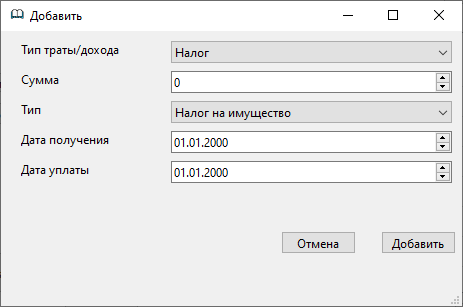 Добавить
Тип траты/дохода Налог
Сумма 0
Тип Налог на имущество
Дата получения 01.01.2000
Дата уплаты 01.01.2000
Отмена Добавить